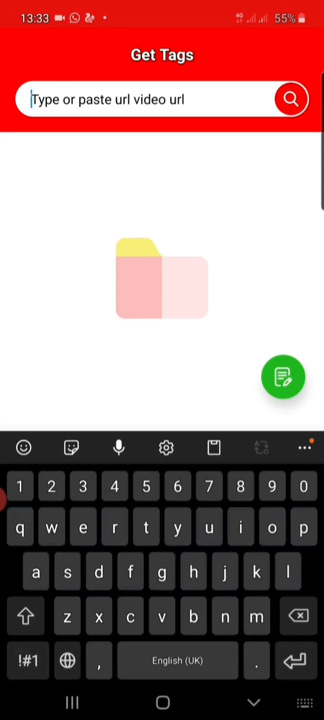 13:33
4G
55%
Get Tags
Type or paste url video url
1 2 3 4 5 6 7 8 9 0
q w e r t y u i o p
a s d f g h j k l
z x c v b n m
!#1 , English (UK) .